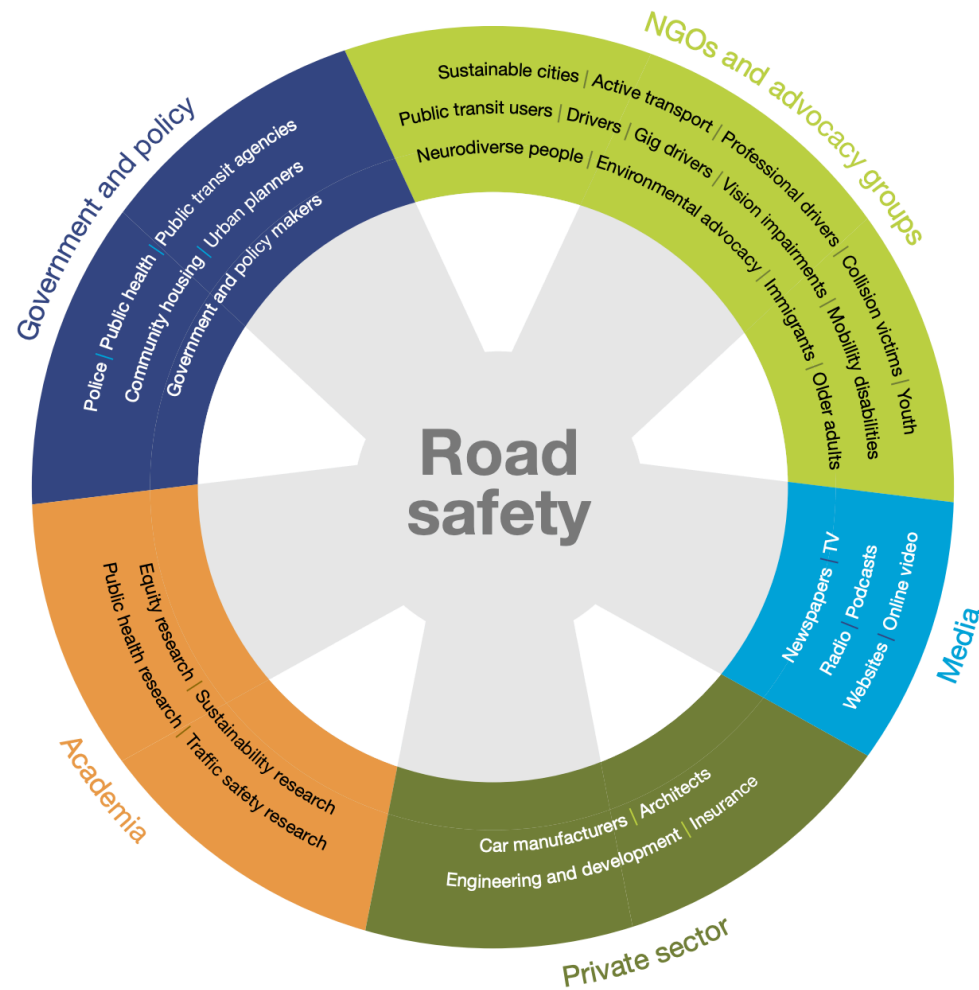 NGOs and advocacy groups
Sustainable cities | Active transport | Professional drivers | Collision victims | Youth
Public transit users | Drivers | Gig drivers | Vision impairments | Mobillity disabilities
Neurodiverse people | Environmental advocacy | Immigrants | Older adults
Government and policy
Police | Public health | Public transit agencies
Community housing | Urban planners
Government and policy makers
Road
safety
Newspapers | TV
Radio | Podcasts
Websites | Online video
Media
Equity research | Sustainability research
Public health research | Traffic safety research
Academia
Car manufacturers | Architects
Engineering and development | Insurance
Private sector